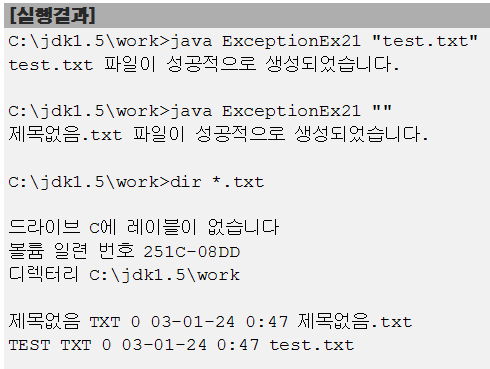 [실행결과]
C:\jdk1.5\work>java ExceptionEx21 "test.txt"
test.txt 파일이 성공적으로 생성되었습니다.
C:\jdk1.5\work>java ExceptionEx21 ""
제목없음.txt 파일이 성공적으로 생성되었습니다.
C:\jdk1.5\work>dir *.txt
드라이브 C에 레이블이 없습니다
볼륨 일련 번호 251C-08DD
디렉터리 C:\jdk1.5\work
제목없음 TXT 0 03-01-24 0:47 제목없음.txt
TEST TXT 0 03-01-24 0:47 test.txt